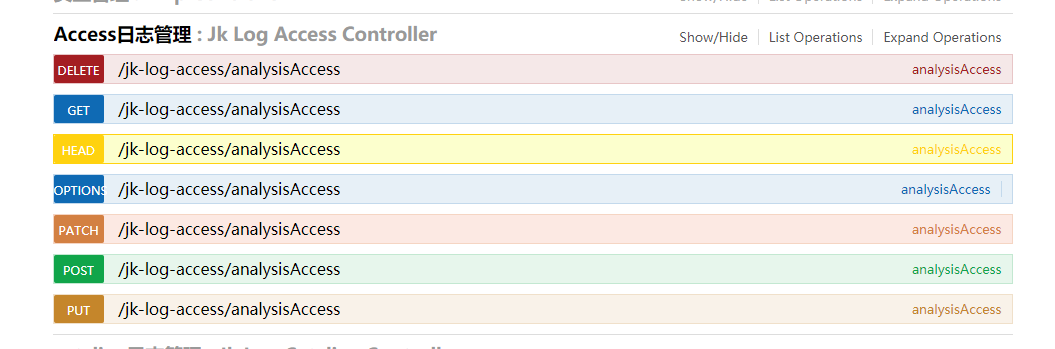 Show/Hide List Operations Expand Operations
Access日志管理 : Jk Log Access Controller Show/Hide List Operations Expand Operations
DELETE /jk-log-access/analysisAccess analysisAccess
GET /jk-log-access/analysisAccess analysisAccess
HEAD /jk-log-access/analysisAccess analysisAccess
OPTIONS /jk-log-access/analysisAccess analysisAccess
PATCH /jk-log-access/analysisAccess analysisAccess
POST /jk-log-access/analysisAccess analysisAccess
PUT /jk-log-access/analysisAccess analysisAccess